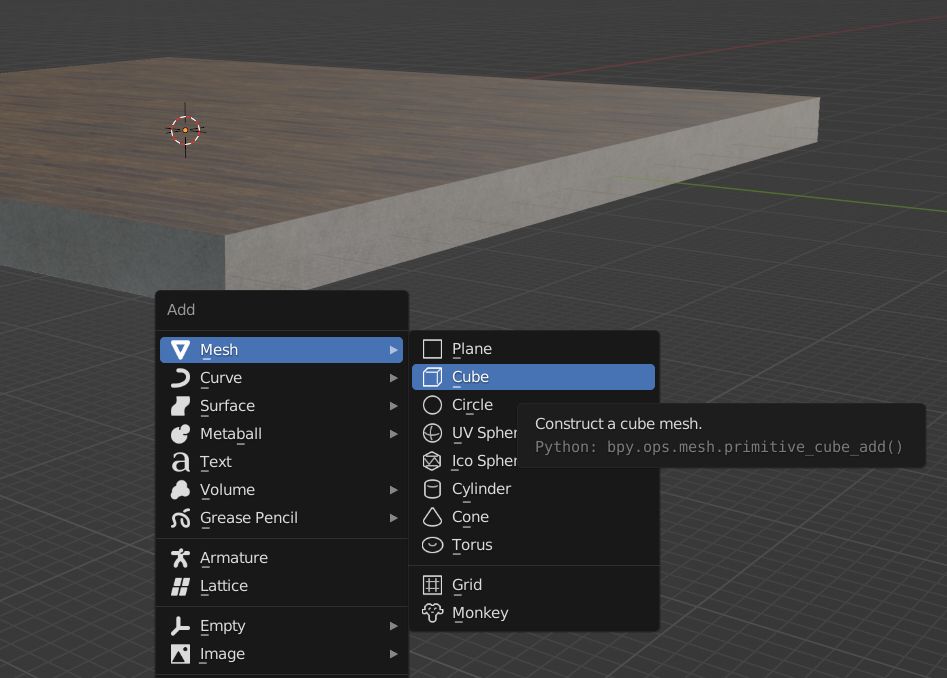 Add
Mesh
Curve
Surface
Metaball
Text
Volume
Grease Pencil
Armature
Lattice
Empty
Image
Plane
Cube
Circle
UV Spher
Ico Spher
Cylinder
Cone
Torus
Grid
Monkey
Construct a cube mesh.
Python: bpy.ops.mesh.primitive_cube_add()